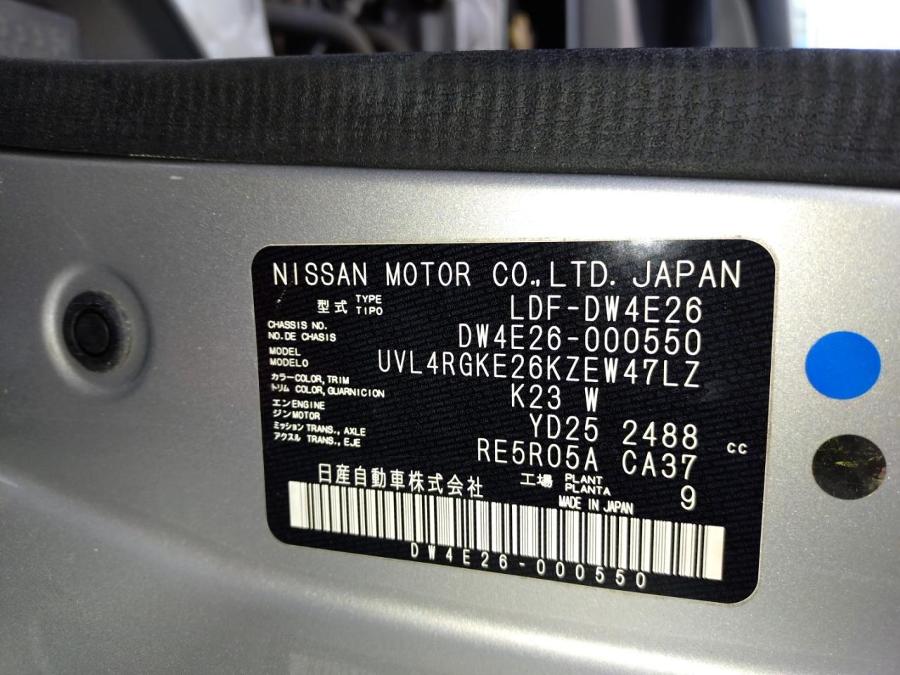 NISSAN MOTOR CO.,LTD. JAPAN
型式 TYPE TIPO LDF-DW4E26
CHASSIS NO. NO.DE CHASIS DW4E26-000550
MODEL MODELO UVL4RGKE26KZEW47LZ
カラー COLOR, TRIM トリム COLOR, GUARNICION K23 W
エンジン ENGINE MOTOR YD25 2488 cc
ミッション TRANS., AXLE アクスル TRANS., EJE RE5R05A CA37
日産自動車株式会社 工場 PLANT PLANTA 9
MADE IN JAPAN
DW4E26-000550